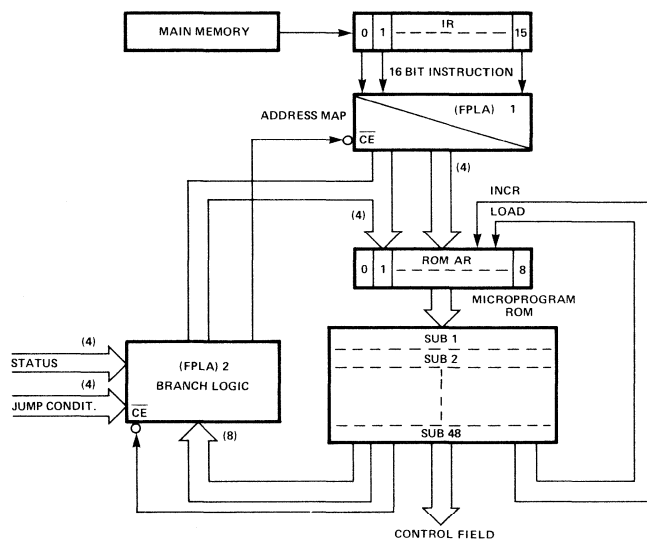 MAIN MEMORY
IR
0 1 15
16 BIT INSTRUCTION
(FPLA) 1
ADDRESS MAP
CE
(4)
INCR
LOAD
(4)
ROM AR
0 1 8
MICROPROGRAM
ROM
SUB 1
SUB 2
SUB 48
(4)
STATUS
(4)
JUMP CONDIT.
(FPLA) 2
BRANCH LOGIC
CE
(8)
CONTROL FIELD